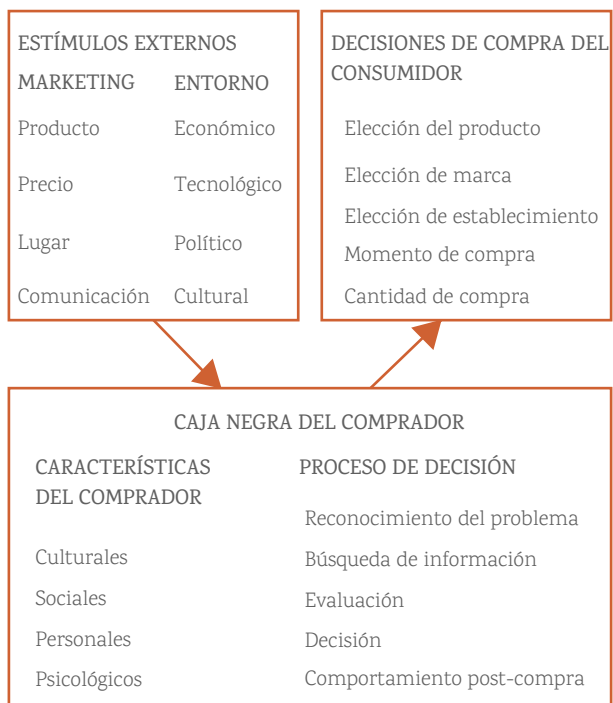 ESTÍMULOS EXTERNOS
MARKETING
Producto
Precio
Lugar
Comunicación
ENTORNO
Económico
Tecnológico
Político
Cultural
DECISIONES DE COMPRA DEL
CONSUMIDOR
Elección del producto
Elección de marca
Elección de establecimiento
Momento de compra
Cantidad de compra
CAJA NEGRA DEL COMPRADOR
CARACTERÍSTICAS
DEL COMPRADOR
Culturales
Sociales
Personales
Psicológicos
PROCESO DE DECISIÓN
Reconocimiento del problema
Búsqueda de información
Evaluación
Decisión
Comportamiento post-compra